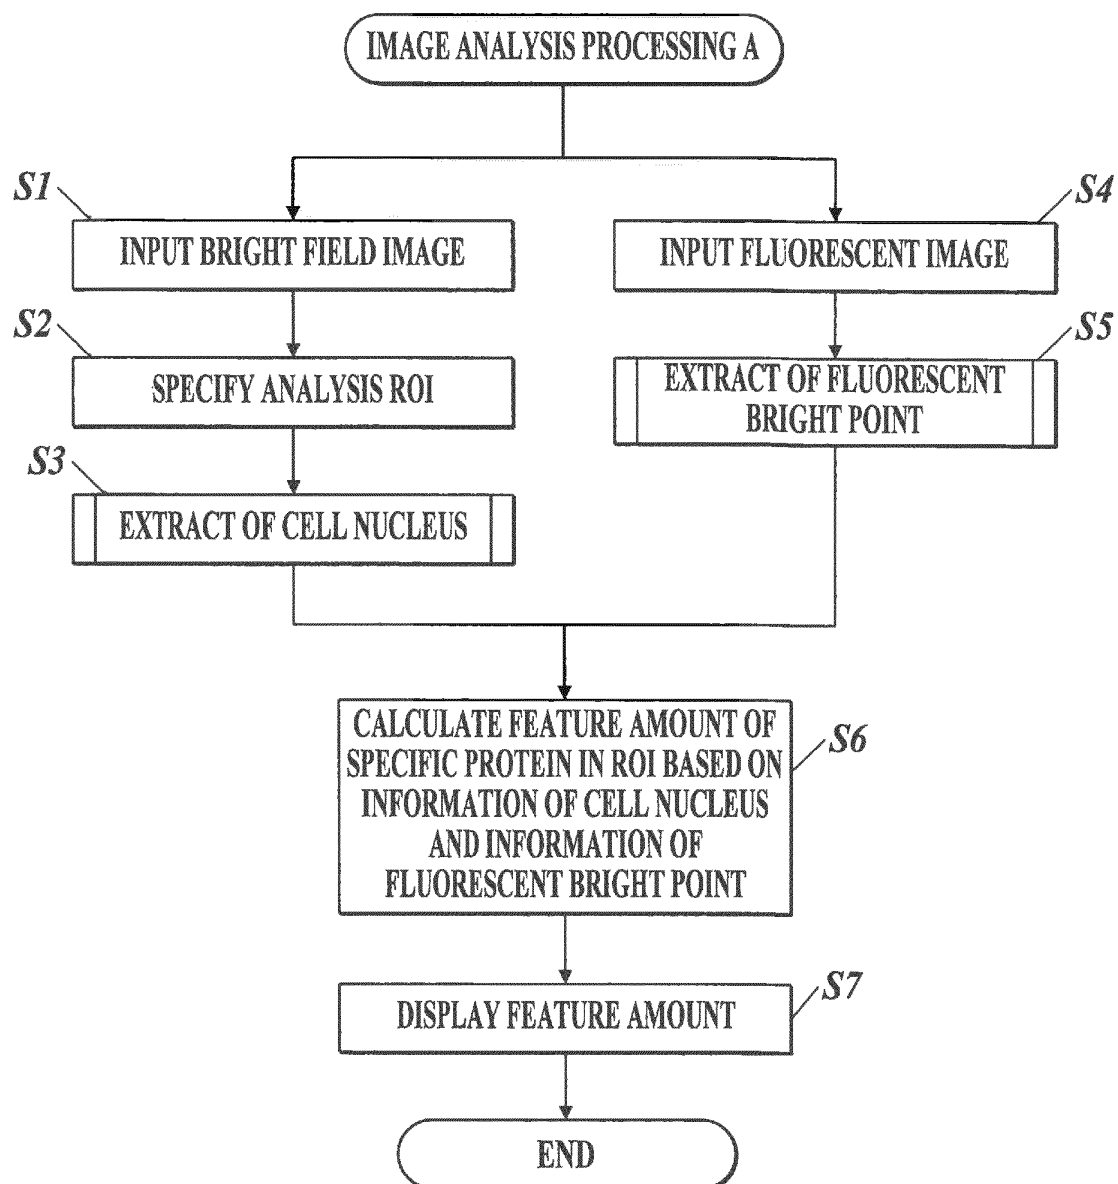 IMAGE ANALYSIS PROCESSING A
S1
INPUT BRIGHT FIELD IMAGE
S2
SPECIFY ANALYSIS ROI
S3
EXTRACT OF CELL NUCLEUS
S4
INPUT FLUORESCENT IMAGE
S5
EXTRACT OF FLUORESCENT
BRIGHT POINT
CALCULATE FEATURE AMOUNT OF
SPECIFIC PROTEIN IN ROI BASED ON
INFORMATION OF CELL NUCLEUS
AND INFORMATION OF
FLUORESCENT BRIGHT POINT
S6
DISPLAY FEATURE AMOUNT
S7
END